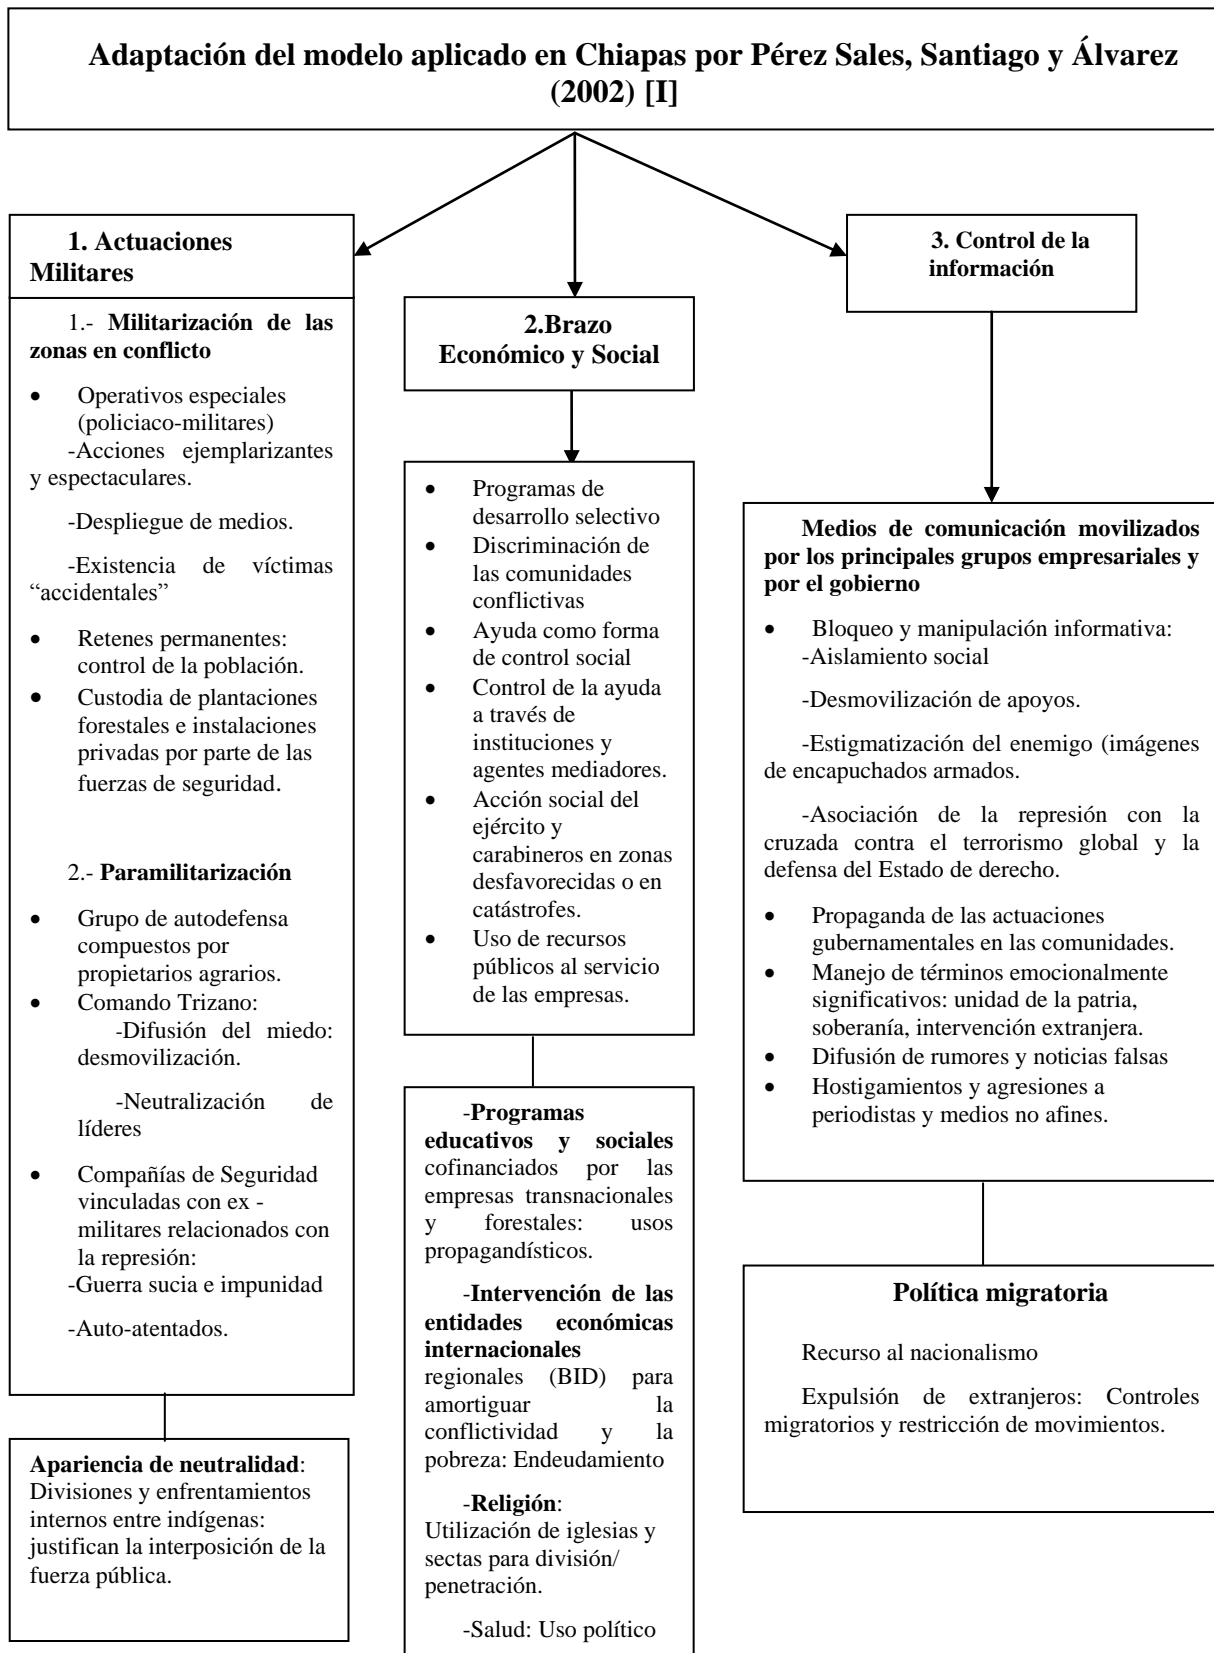 Adaptación del modelo aplicado en Chiapas por Pérez Sales, Santiago y Álvarez
(2002) [I]
1. Actuaciones
Militares
1.- Militarización de las
zonas en conflicto
• Operativos especiales
(policiaco-militares)
-Acciones ejemplarizantes
y espectaculares.
-Despliegue de medios.
-Existencia de víctimas
“accidentales”
• Retenes permanentes:
control de la población.
• Custodia de plantaciones
forestales e instalaciones
privadas por parte de las
fuerzas de seguridad.
2.- Paramilitarización
• Grupo de autodefensa
compuestos por
propietarios agrarios.
• Comando Trizano:
-Difusión del miedo:
desmovilización.
-Neutralización de
líderes
• Compañías de Seguridad
vinculadas con ex -
militares relacionados con
la represión:
-Guerra sucia e impunidad
-Auto-atentados.
Apariencia de neutralidad:
Divisiones y enfrentamientos
internos entre indígenas:
justifican la interposición de la
fuerza pública.
2.Brazo
Económico y Social
• Programas de
desarrollo selectivo
• Discriminación de
las comunidades
conflictivas
• Ayuda como forma
de control social
• Control de la ayuda
a través de
instituciones y
agentes mediadores.
• Acción social del
ejército y
carabineros en zonas
desfavorecidas o en
catástrofes.
• Uso de recursos
públicos al servicio
de las empresas.
-Programas
educativos y sociales
cofinanciados por las
empresas transnacionales
y forestales: usos
propagandísticos.
-Intervención de las
entidades económicas
internacionales
regionales (BID) para
amortiguar la
conflictividad y la
pobreza: Endeudamiento
-Religión:
Utilización de iglesias y
sectas para división/
penetración.
-Salud: Uso político
3. Control de la
información
Medios de comunicación movilizados
por los principales grupos empresariales y
por el gobierno
• Bloqueo y manipulación informativa:
-Aislamiento social
-Desmovilización de apoyos.
-Estigmatización del enemigo (imágenes
de encapuchados armados.
-Asociación de la represión con la
cruzada contra el terrorismo global y la
defensa del Estado de derecho.
• Propaganda de las actuaciones
gubernamentales en las comunidades.
• Manejo de términos emocionalmente
significativos: unidad de la patria,
soberanía, intervención extranjera.
• Difusión de rumores y noticias falsas
• Hostigamientos y agresiones a
periodistas y medios no afines.
Política migratoria
Recurso al nacionalismo
Expulsión de extranjeros: Controles
migratorios y restricción de movimientos.